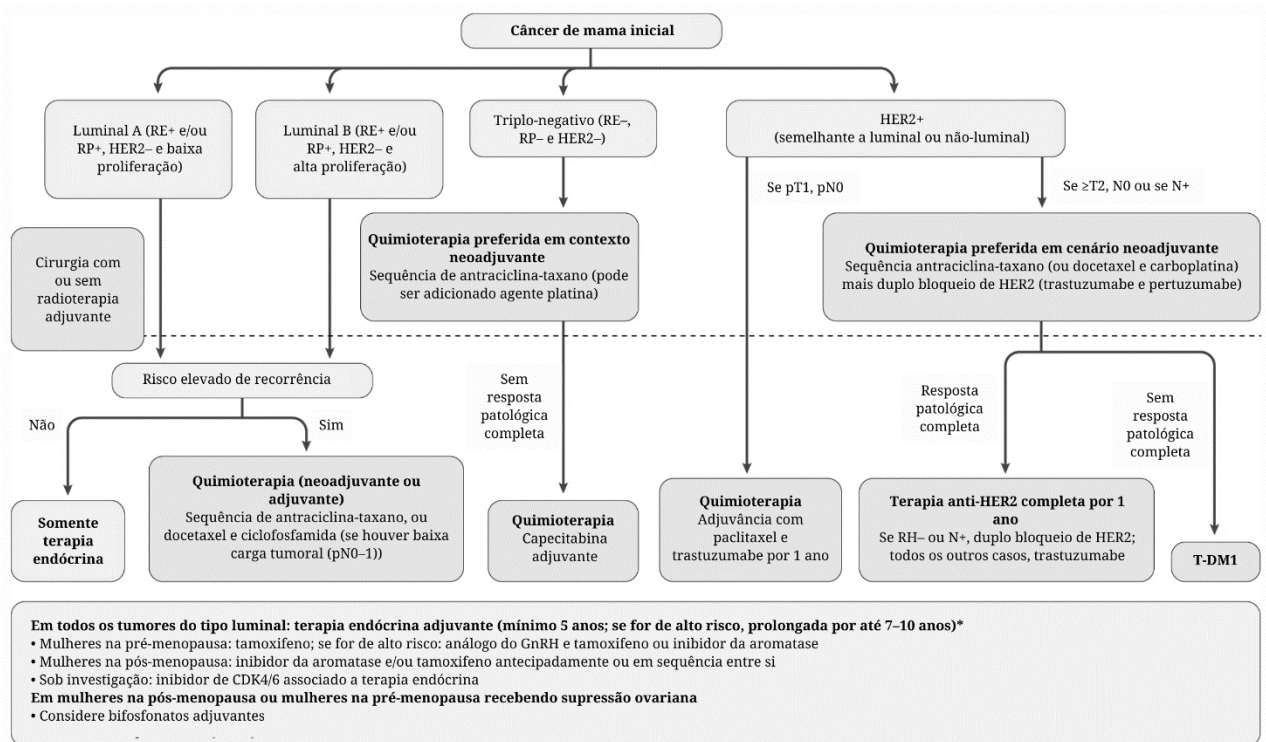 Câncer de mama inicial
Luminal A (RE+ e/ou
RP+, HER2– e baixa
proliferação)
Luminal B (RE+ e/ou
RP+, HER2– e
alta proliferação)
Triplo-negativo (RE–,
RP– e HER2–)
HER2+
(semelhante a luminal ou não-luminal)
Se pT1, pN0
Se ≥T2, N0 ou se N+
Cirurgia com
ou sem
radioterapia
adjuvante
Quimioterapia preferida em contexto
neoadjuvante
Sequência de antraciclina-taxano (pode
ser adicionado agente platina)
Quimioterapia preferida em cenário neoadjuvante
Sequência antraciclina-taxano (ou docetaxel e carboplatina)
mais duplo bloqueio de HER2 (trastuzumabe e pertuzumabe)
Risco elevado de recorrência
Não
Sim
Sem
resposta
patológica
completa
Resposta
patológica
completa
Sem
resposta
patológica
completa
Somente
terapia
endócrina
Quimioterapia (neoadjuvante ou
adjuvante)
Sequência de antraciclina-taxano, ou
docetaxel e ciclofosfamida (se houver baixa
carga tumoral (pN0–1))
Quimioterapia
Capecitabina
adjuvante
Quimioterapia
Adjuvância com
paclitaxel e
trastuzumabe por 1 ano
Terapia anti-HER2 completa por 1
ano
Se RH– ou N+, duplo bloqueio de HER2;
todos os outros casos, trastuzumabe
T-DM1
Em todos os tumores do tipo luminal: terapia endócrina adjuvante (mínimo 5 anos; se for de alto risco, prolongada por até 7–10 anos)*
• Mulheres na pré-menopausa: tamoxifeno; se for de alto risco: análogo do GnRH e tamoxifeno ou inibidor da aromatase
• Mulheres na pós-menopausa: inibidor da aromatase e/ou tamoxifeno antecipadamente ou em sequência entre si
• Sob investigação: inibidor de CDK4/6 associado a terapia endócrina
Em mulheres na pós-menopausa ou mulheres na pré-menopausa recebendo supressão ovariana
• Considere bifosfonatos adjuvantes